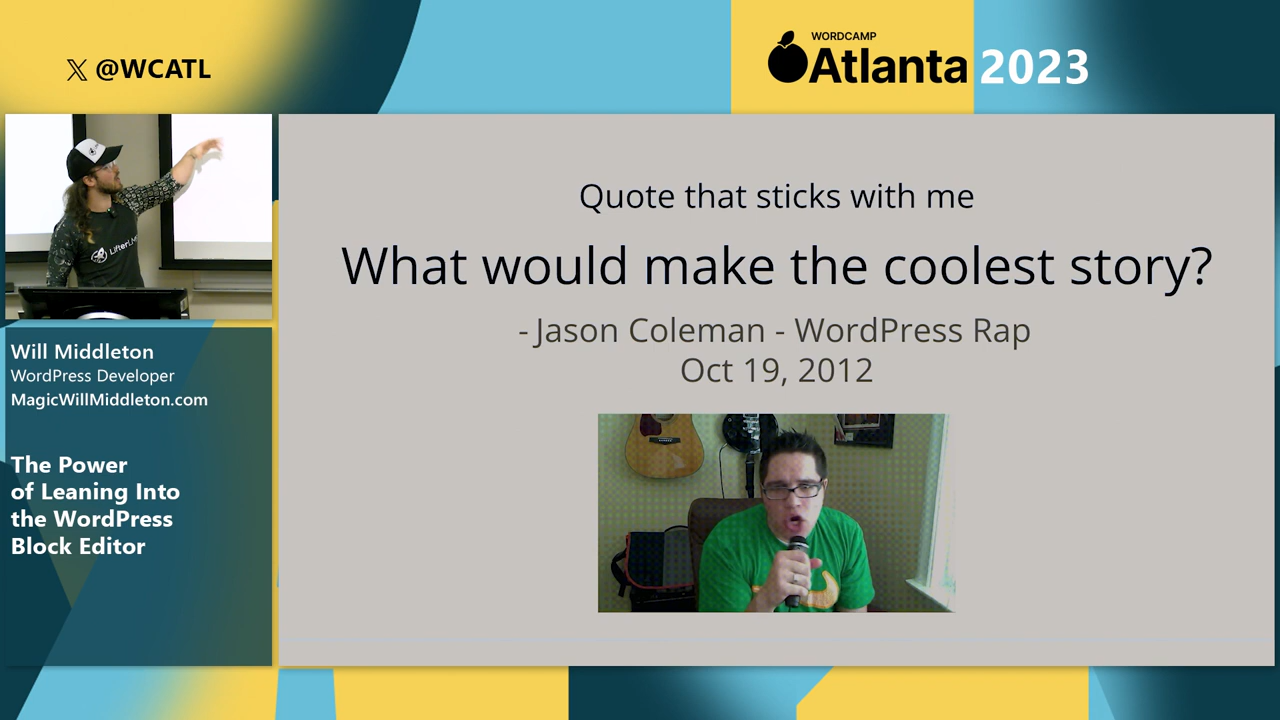 𝕏 @WCATL
WORDCAMP
Atlanta 2023
Quote that sticks with me
What would make the coolest story?
- Jason Coleman - WordPress Rap
Oct 19, 2012
Will Middleton
WordPress Developer
MagicWillMiddleton.com
The Power
of Leaning Into
the WordPress
Block Editor